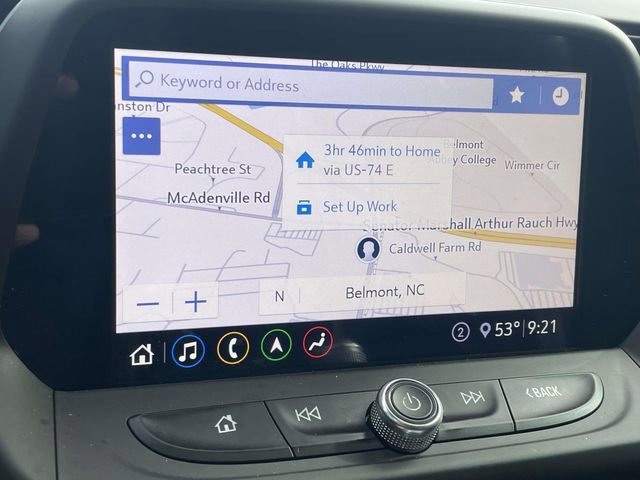 The Oaks Pkwy
Keyword or Address
nston Dr
3hr 46min to Home
via US-74 E
Belmont
bey College
Wimmer Cir
Peachtree St
McAdenville Rd
Set Up Work
Senator Marshall Arthur Rauch Hwy
Caldwell Farm Rd
N
Belmont, NC
2
53° 9:21
< BACK